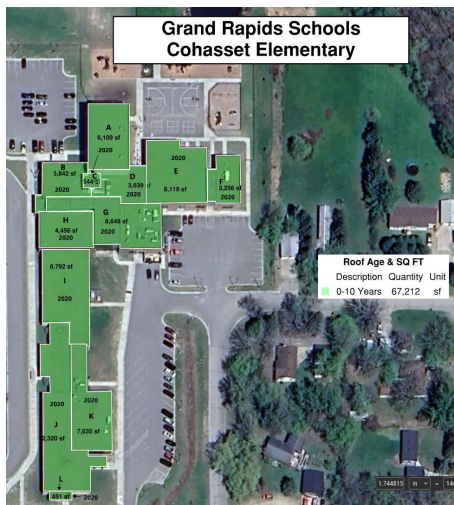 Grand Rapids Schools
Cohasset Elementary
A
6,109 sf
2020
B
3,842 sf
2020
C
544 sf
D
3,639 sf
2020
2020
E
8,119 sf
F
3,256 sf
2020
G
8,648 sf
2020
H
4,456 sf
2020
8,792 sf
I
2020
Roof Age & SQ FT
Description Quantity Unit
0-10 Years 67,212 sf
2020
J
2,320 sf
2020
K
7,035 sf
L
451 sf
2020
1.744815 in =